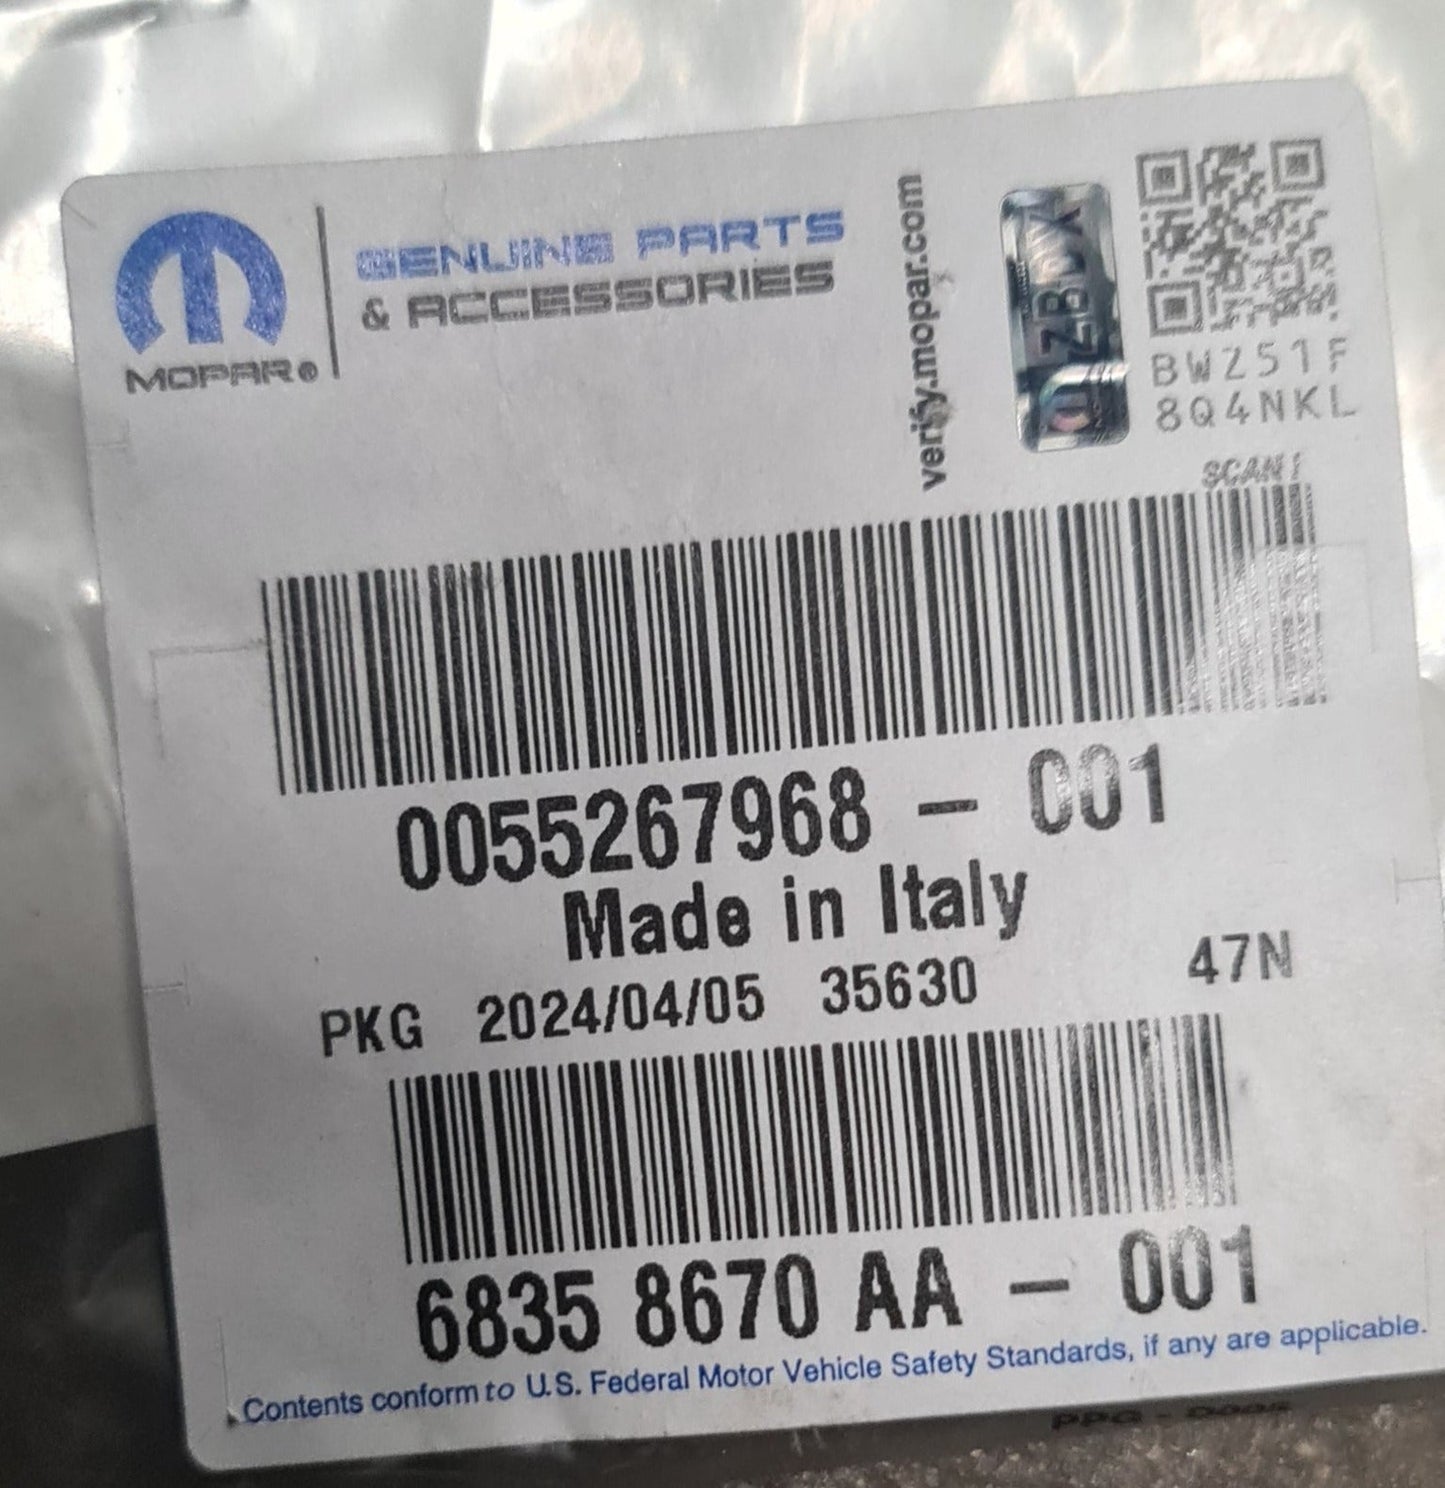 GENUINE PARTS
& ACCESSORIES
MOPAR®
verify.mopar.com
BWZ51F
8Q4NKL
SCAN1
0055267968 - 001
Made in Italy
PKG 2024/04/05 35630 47N
6835 8670 AA - 001
Contents conform to U.S. Federal Motor Vehicle Safety Standards, if any are applicable.